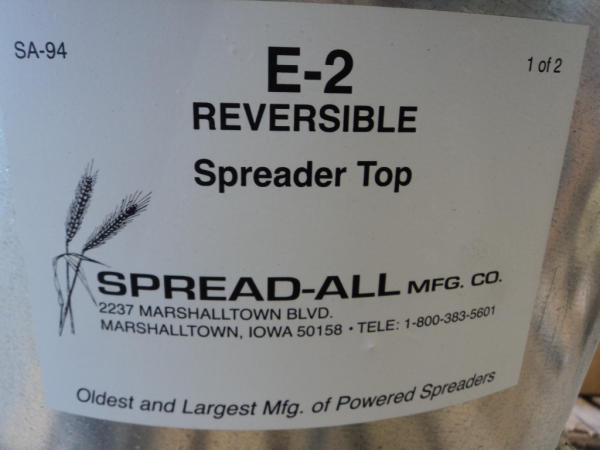 SA-94
E-2
1 of 2
REVERSIBLE
Spreader Top
SPREAD-ALL MFG. CO.
2237 MARSHALLTOWN BLVD.
MARSHALLTOWN, IOWA 50158 • TELE: 1-800-383-5601
Oldest and Largest Mfg. of Powered Spreaders